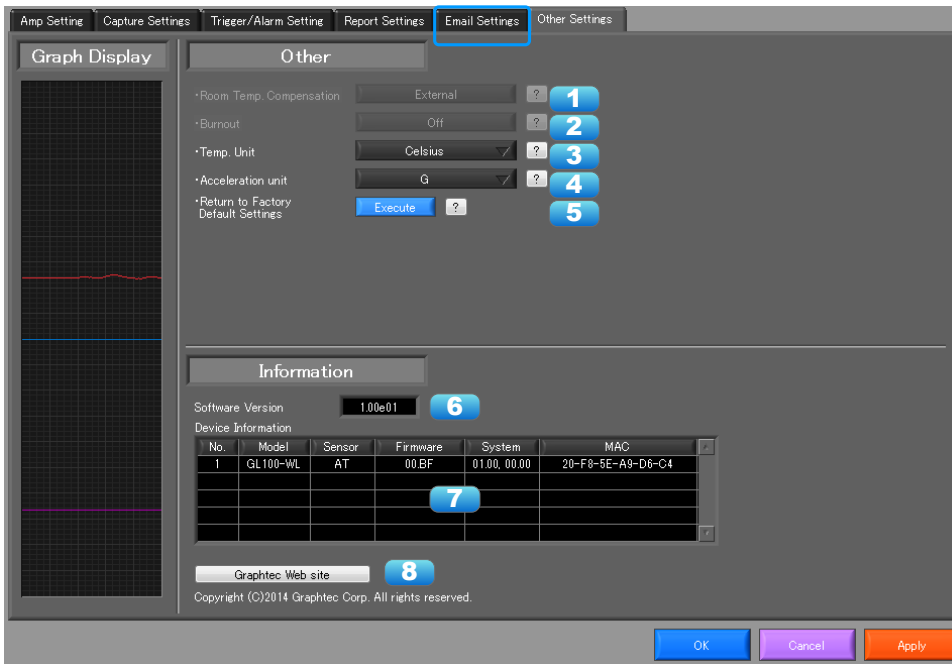 Amp Setting Capture Settings Trigger/Alarm Setting Report Settings Email Settings Other Settings
Graph Display
Other
・Room Temp. Compensation External ? 1
・Burnout Off ? 2
・Temp. Unit Celsius ? 3
・Acceleration unit G ? 4
・Return to Factory
Default Settings Execute ? 5
Information
Software Version 1.00e01 6
Device Information
No. Model Sensor Firmware System MAC
1 GL100-WL AT 00.BF 01.00, 00.00 20-F8-5E-A9-D6-C4
7
Graphtec Web site 8
Copyright (C)2014 Graphtec Corp. All rights reserved.
OK Cancel Apply